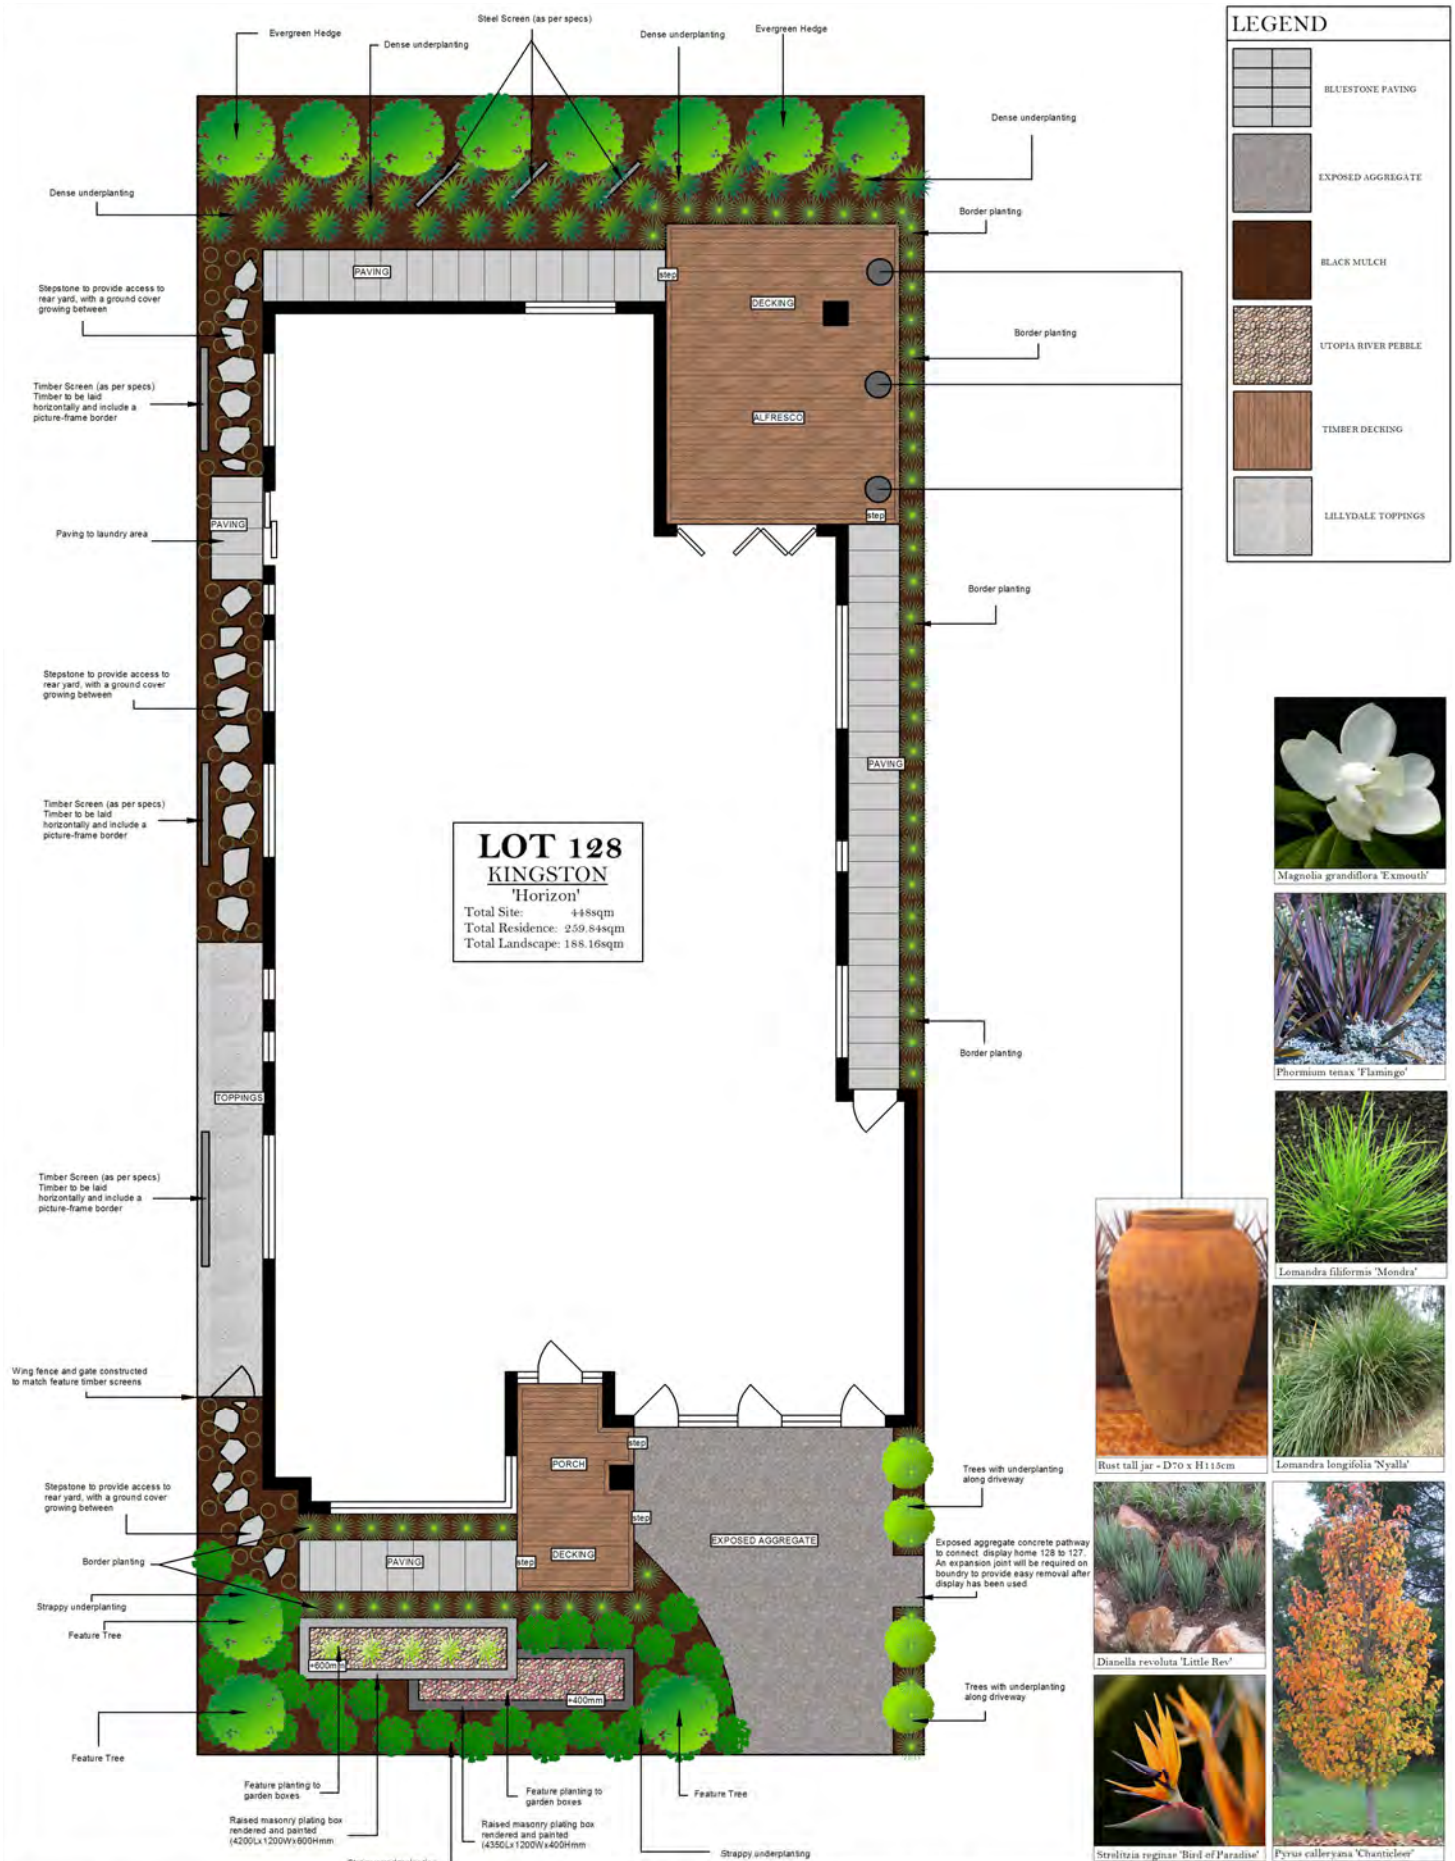 Steel Screen (as per specs)
Evergreen Hedge
Dense underplanting
Dense underplanting
Evergreen Hedge
LEGEND
BLUESTONE PAVING
EXPOSED AGGREGATE
BLACK MULCH
UTOPIA RIVER PEBBLE
TIMBER DECKING
LILLYDALE TOPPINGS
Dense underplanting
Dense underplanting
Border planting
PAVING
step
DECKING
Stepstone to provide access to
rear yard, with a ground cover
growing between
Border planting
Timber Screen (as per specs)
Timber to be laid
horizontally and include a
picture-frame border
ALFRESCO
step
PAVING
Paving to laundry area
Border planting
Stepstone to provide access to
rear yard, with a ground cover
growing between
PAVING
Timber Screen (as per specs)
Timber to be laid
horizontally and include a
picture-frame border
LOT 128
KINGSTON
'Horizon'
Total Site: 448sqm
Total Residence: 259.84sqm
Total Landscape: 188.16sqm
Magnolia grandiflora 'Exmouth'
Border planting
Phormium tenax 'Flamingo'
TOPPINGS
Timber Screen (as per specs)
Timber to be laid
horizontally and include a
picture-frame border
Lomandra filiformis 'Mondra'
Wing fence and gate constructed
to match feature timber screens
step
PORCH
Rust tall jar - D70 x H115cm
Lomandra longifolia 'Nyalla'
Stepstone to provide access to
rear yard, with a ground cover
growing between
Trees with underplanting
along driveway
step
EXPOSED AGGREGATE
Exposed aggregate concrete pathway
to connect display home 128 to 127.
An expansion joint will be required on
boundry to provide easy removal after
display has been used
Border planting
PAVING
step
DECKING
Strappy underplanting
Feature Tree
+600mm
+400mm
Dianella revoluta 'Little Rev'
Trees with underplanting
along driveway
Feature Tree
Feature planting to
garden boxes
Feature planting to
garden boxes
Feature Tree
Raised masonry plating box
rendered and painted
(4200Lx1200Wx600Hmm
Raised masonry plating box
rendered and painted
(4350Lx1200Wx400Hmm
Strappy underplanting
Strelitzia reginae 'Bird of Paradise'
Pyrus calleryana 'Chanticleer'